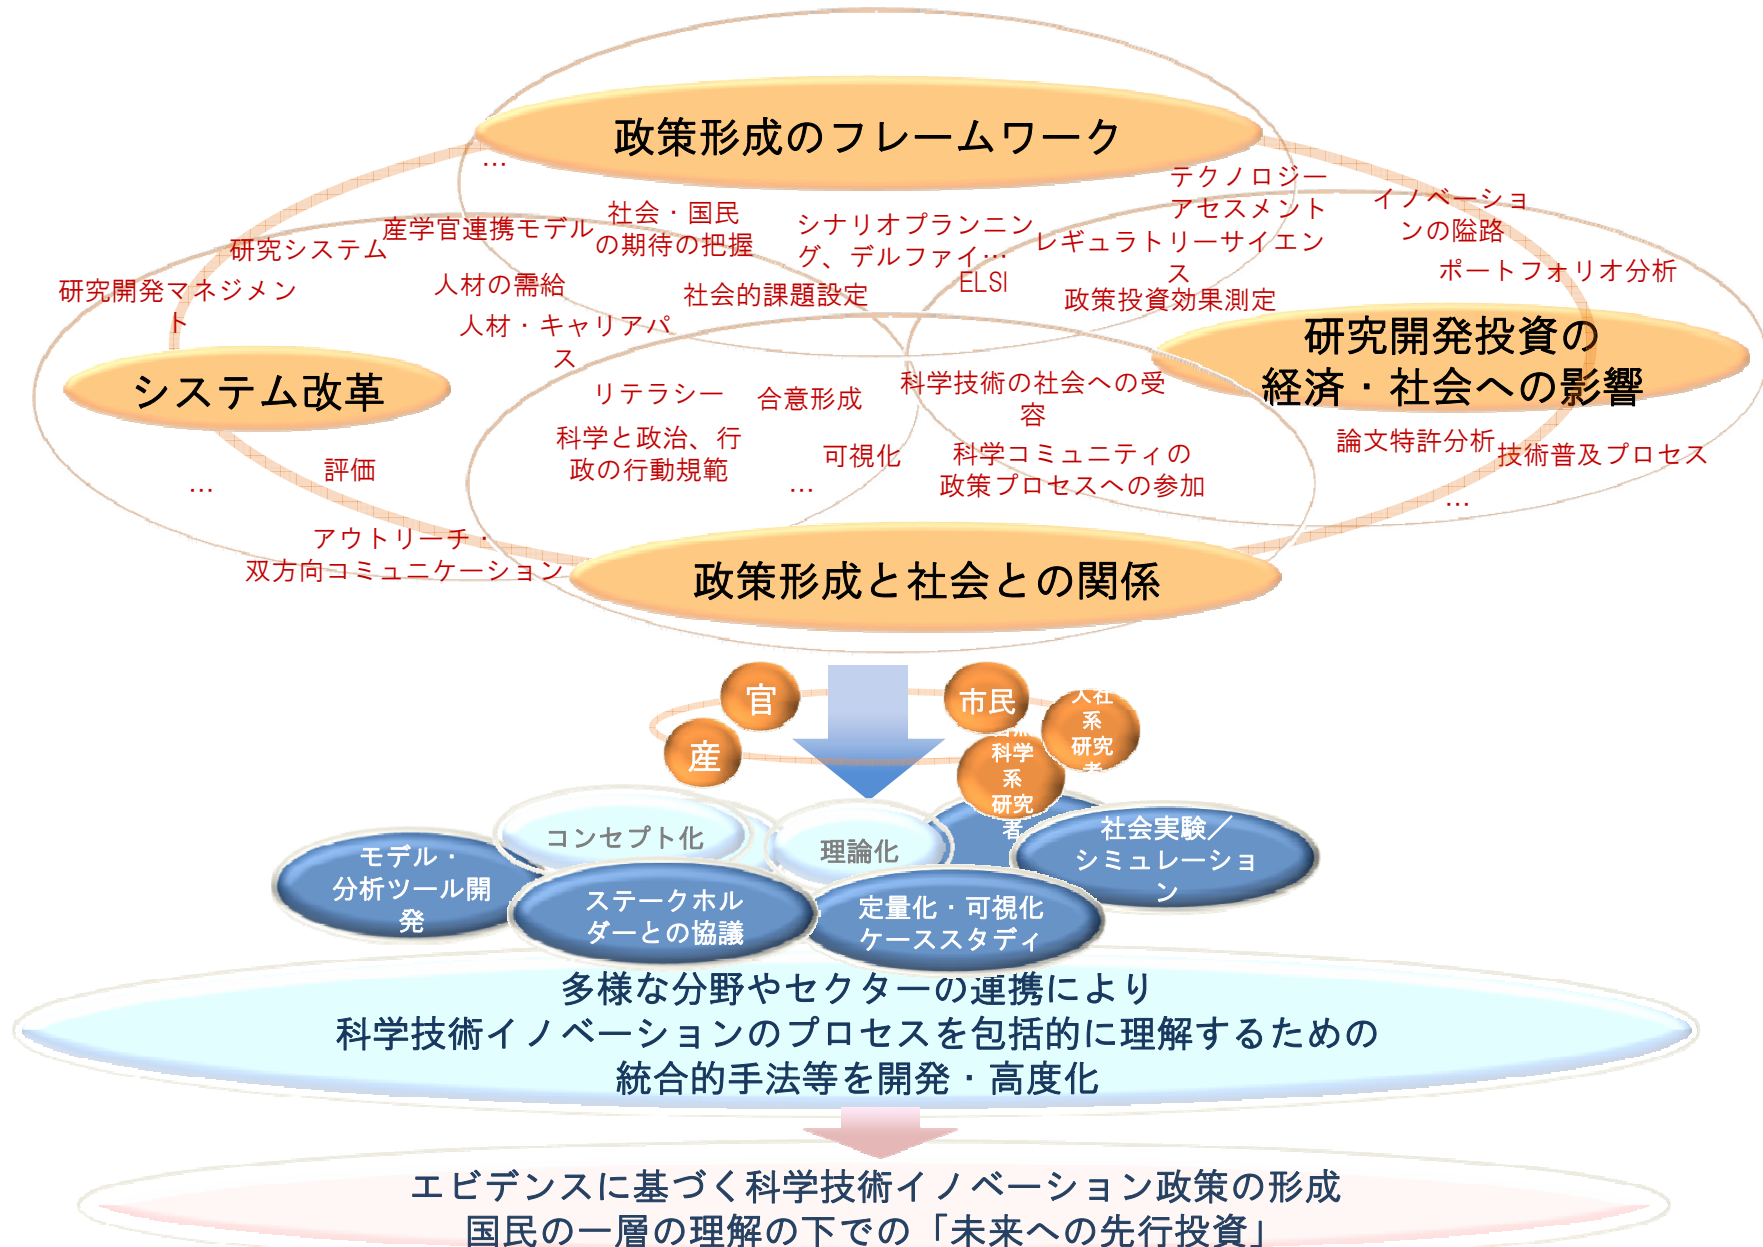 政策形成のフレームワーク
…
テクノロジー
アセスメント
イノベーショ
ンの隘路
社会・国民
の期待の把握
産学官連携モデル
シナリオプランニン
グ、デルファイ…
レギュラトリーサイエン
ス
研究システム
ELSI
ポートフォリオ分析
研究開発マネジメン
ト
人材の需給
社会的課題設定
政策投資効果測定
人材・キャリアパ
ス
研究開発投資の
経済・社会への影響
システム改革
リテラシー
合意形成
科学技術の社会への受
容
科学と政治、行
政の行動規範
可視化
科学コミュニティの
政策プロセスへの参加
論文特許分析
技術普及プロセス
評価
…
…
…
アウトリーチ・
双方向コミュニケーション
政策形成と社会との関係
官
市民
人社
系
研究
者
産
科学
系
研究
者
コンセプト化
理論化
社会実験／
シミュレーショ
ン
モデル・
分析ツール開
発
ステークホル
ダーとの協議
定量化・可視化
ケーススタディ
多様な分野やセクターの連携により
科学技術イノベーションのプロセスを包括的に理解するための
統合的手法等を開発・高度化
エビデンスに基づく科学技術イノベーション政策の形成
国民の一層の理解の下での「未来への先行投資」